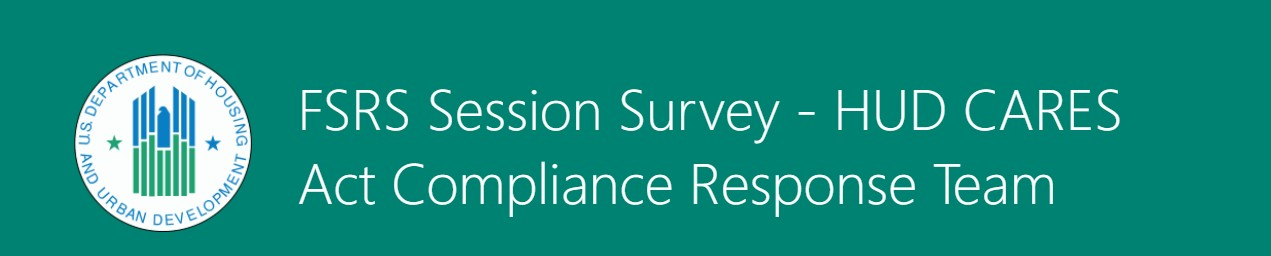 U.S. DEPARTMENT OF HOUSING
AND URBAN DEVELOPMENT
FSRS Session Survey - HUD CARES
Act Compliance Response Team